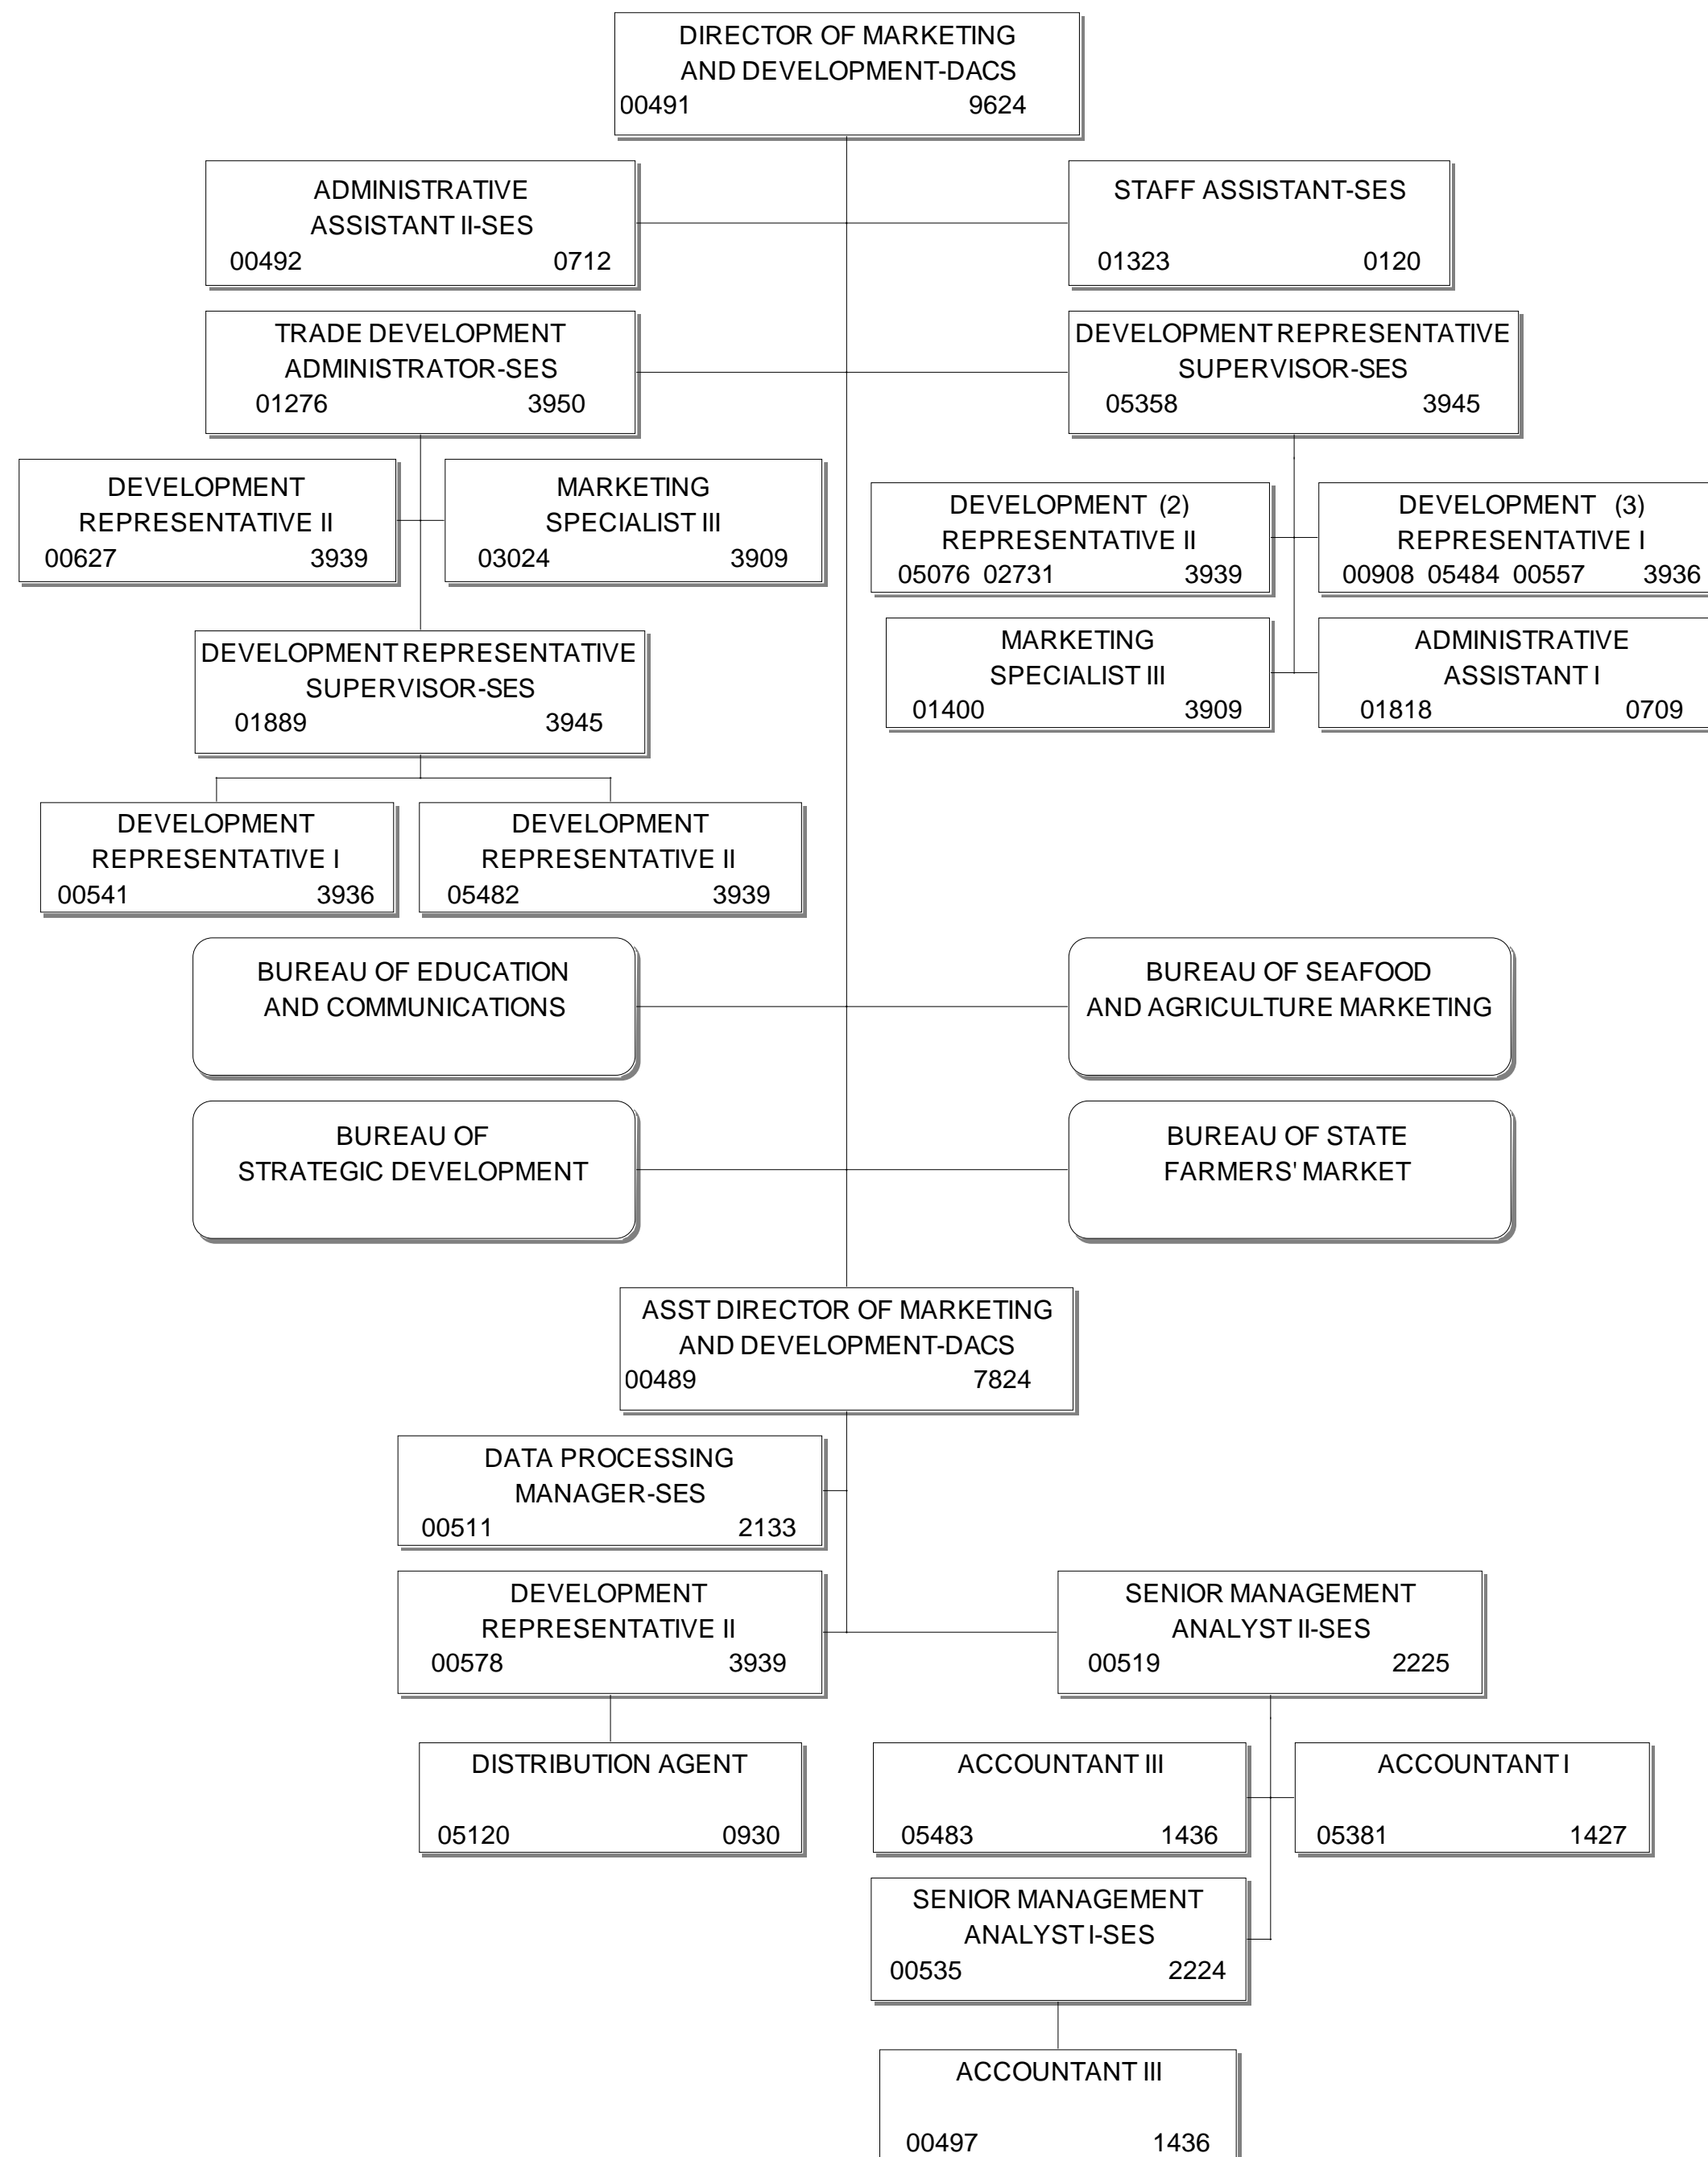 DIRECTOR OF MARKETING
AND DEVELOPMENT-DACS
00491 9624
ADMINISTRATIVE
ASSISTANT II-SES
00492 0712
STAFF ASSISTANT-SES
01323 0120
TRADE DEVELOPMENT
ADMINISTRATOR-SES
01276 3950
DEVELOPMENT REPRESENTATIVE
SUPERVISOR-SES
05358 3945
DEVELOPMENT
REPRESENTATIVE II
00627 3939
MARKETING
SPECIALIST III
03024 3909
DEVELOPMENT (2)
REPRESENTATIVE II
05076 02731 3939
DEVELOPMENT (3)
REPRESENTATIVE I
00908 05484 00557 3936
DEVELOPMENT REPRESENTATIVE
SUPERVISOR-SES
01889 3945
MARKETING
SPECIALIST III
01400 3909
ADMINISTRATIVE
ASSISTANT I
01818 0709
DEVELOPMENT
REPRESENTATIVE I
00541 3936
DEVELOPMENT
REPRESENTATIVE II
05482 3939
BUREAU OF EDUCATION
AND COMMUNICATIONS
BUREAU OF SEAFOOD
AND AGRICULTURE MARKETING
BUREAU OF
STRATEGIC DEVELOPMENT
BUREAU OF STATE
FARMERS' MARKET
ASST DIRECTOR OF MARKETING
AND DEVELOPMENT-DACS
00489 7824
DATA PROCESSING
MANAGER-SES
00511 2133
DEVELOPMENT
REPRESENTATIVE II
00578 3939
SENIOR MANAGEMENT
ANALYST II-SES
00519 2225
DISTRIBUTION AGENT
05120 0930
ACCOUNTANT III
05483 1436
ACCOUNTANT I
05381 1427
SENIOR MANAGEMENT
ANALYST I-SES
00535 2224
ACCOUNTANT III
00497 1436